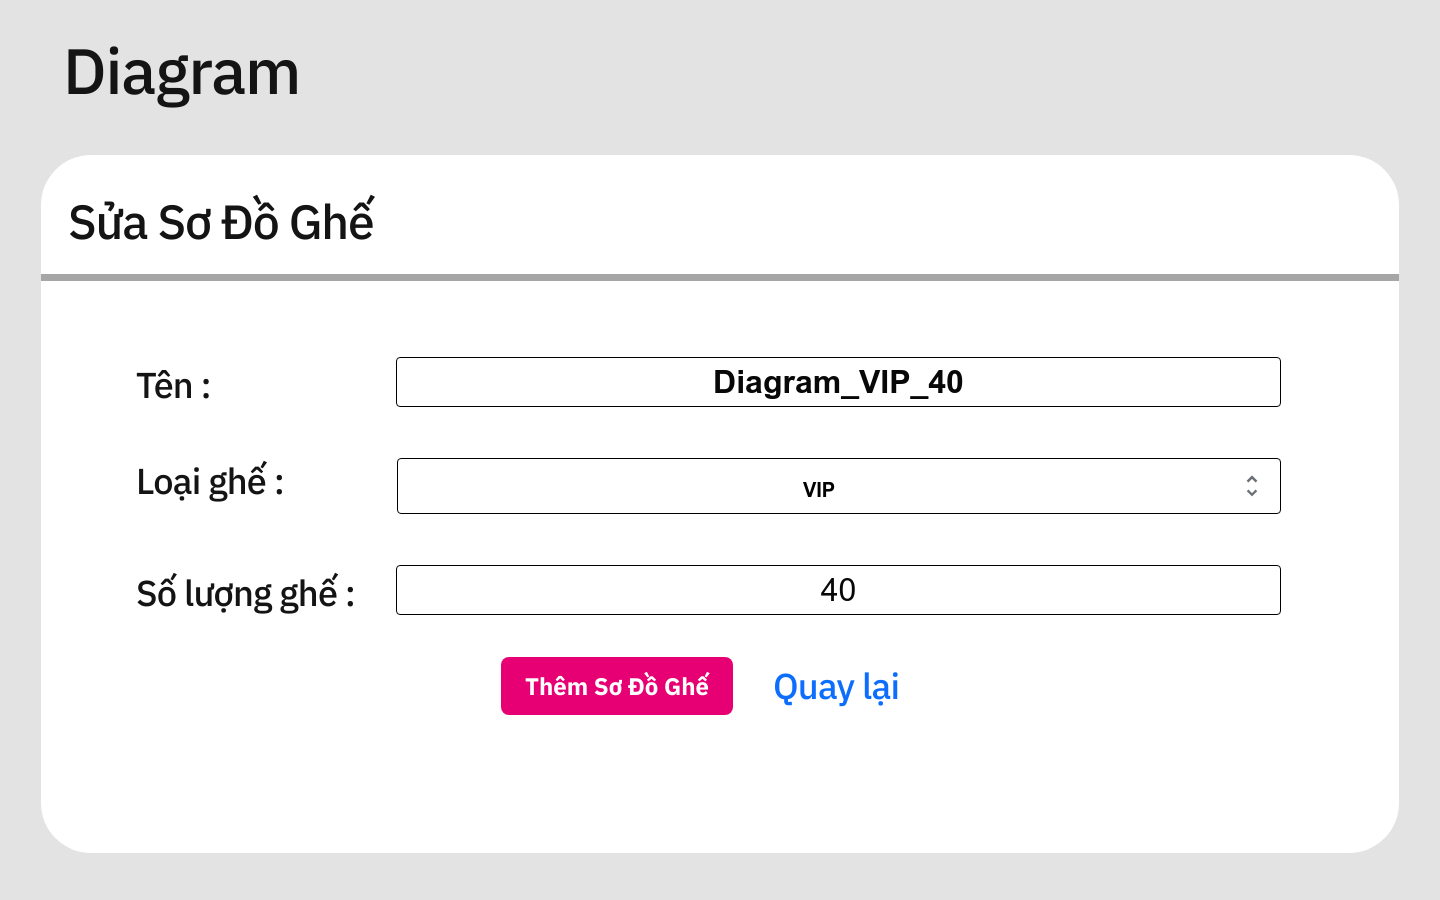 Diagram
Sửa Sơ Đồ Ghế
Tên :
Diagram_VIP_40
Loại ghế :
VIP
Số lượng ghế :
40
Thêm Sơ Đồ Ghế
Quay lại